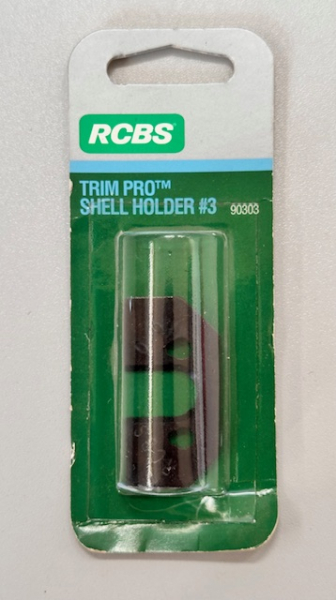 RCBS
TRIM PRO™
SHELL HOLDER #3 90303